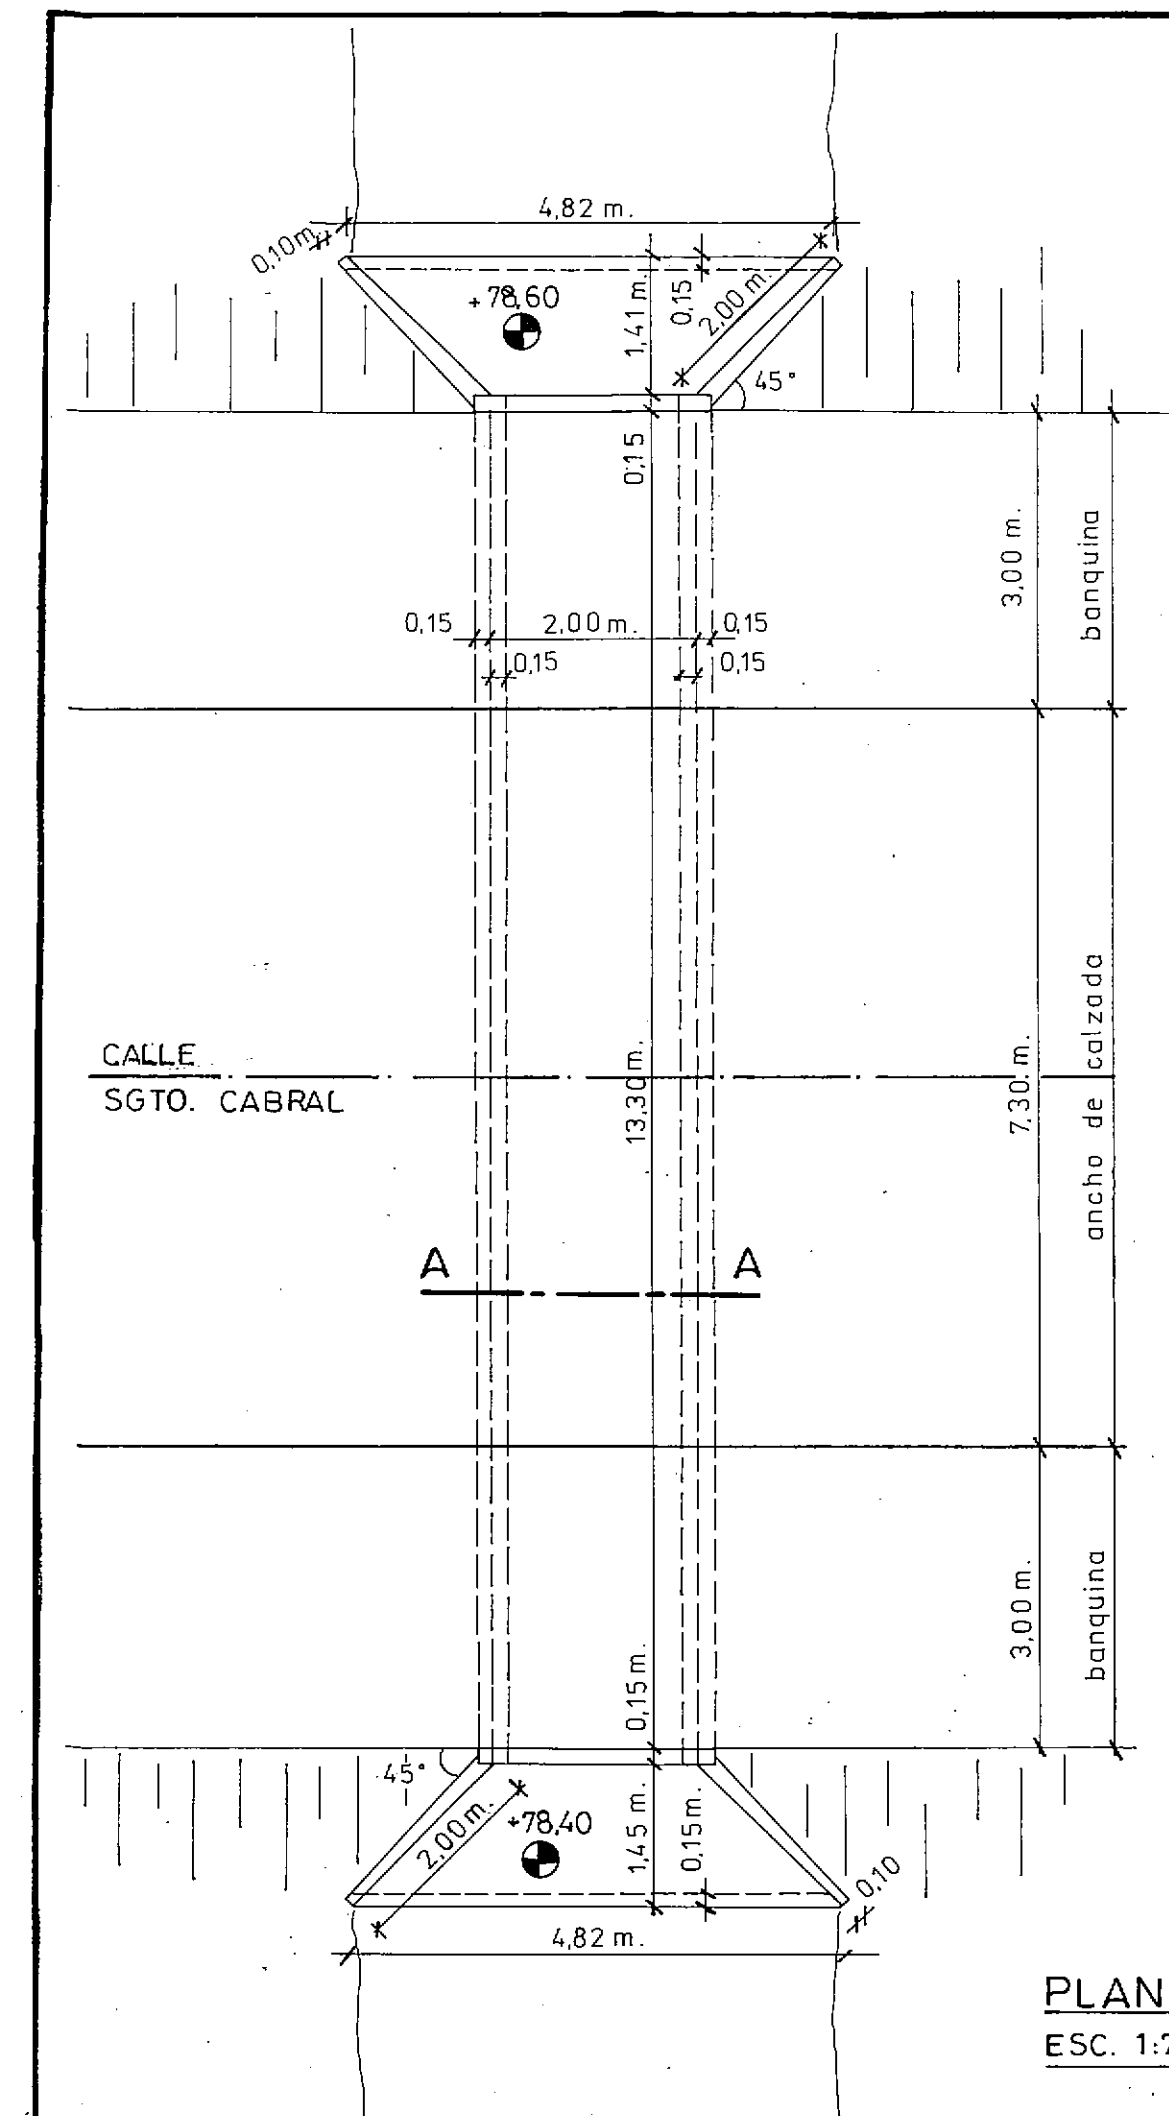 4,82 m.
0,10 m.
+78,60
1,41 m.
0,15
2,00 m.
45°
0,15
3,00 m.
banquina
0,15
2,00 m.
0,15
0,15
0,15
CALLE
SGTO. CABRAL
13,30 m.
7,30 m.
ancho de calzada
A
A
0,15 m.
3,00 m.
banquina
45°
2,00 m.
+78,40
1,45 m.
0,15 m.
0,10
4,82 m.
PLAN
ESC. 1: